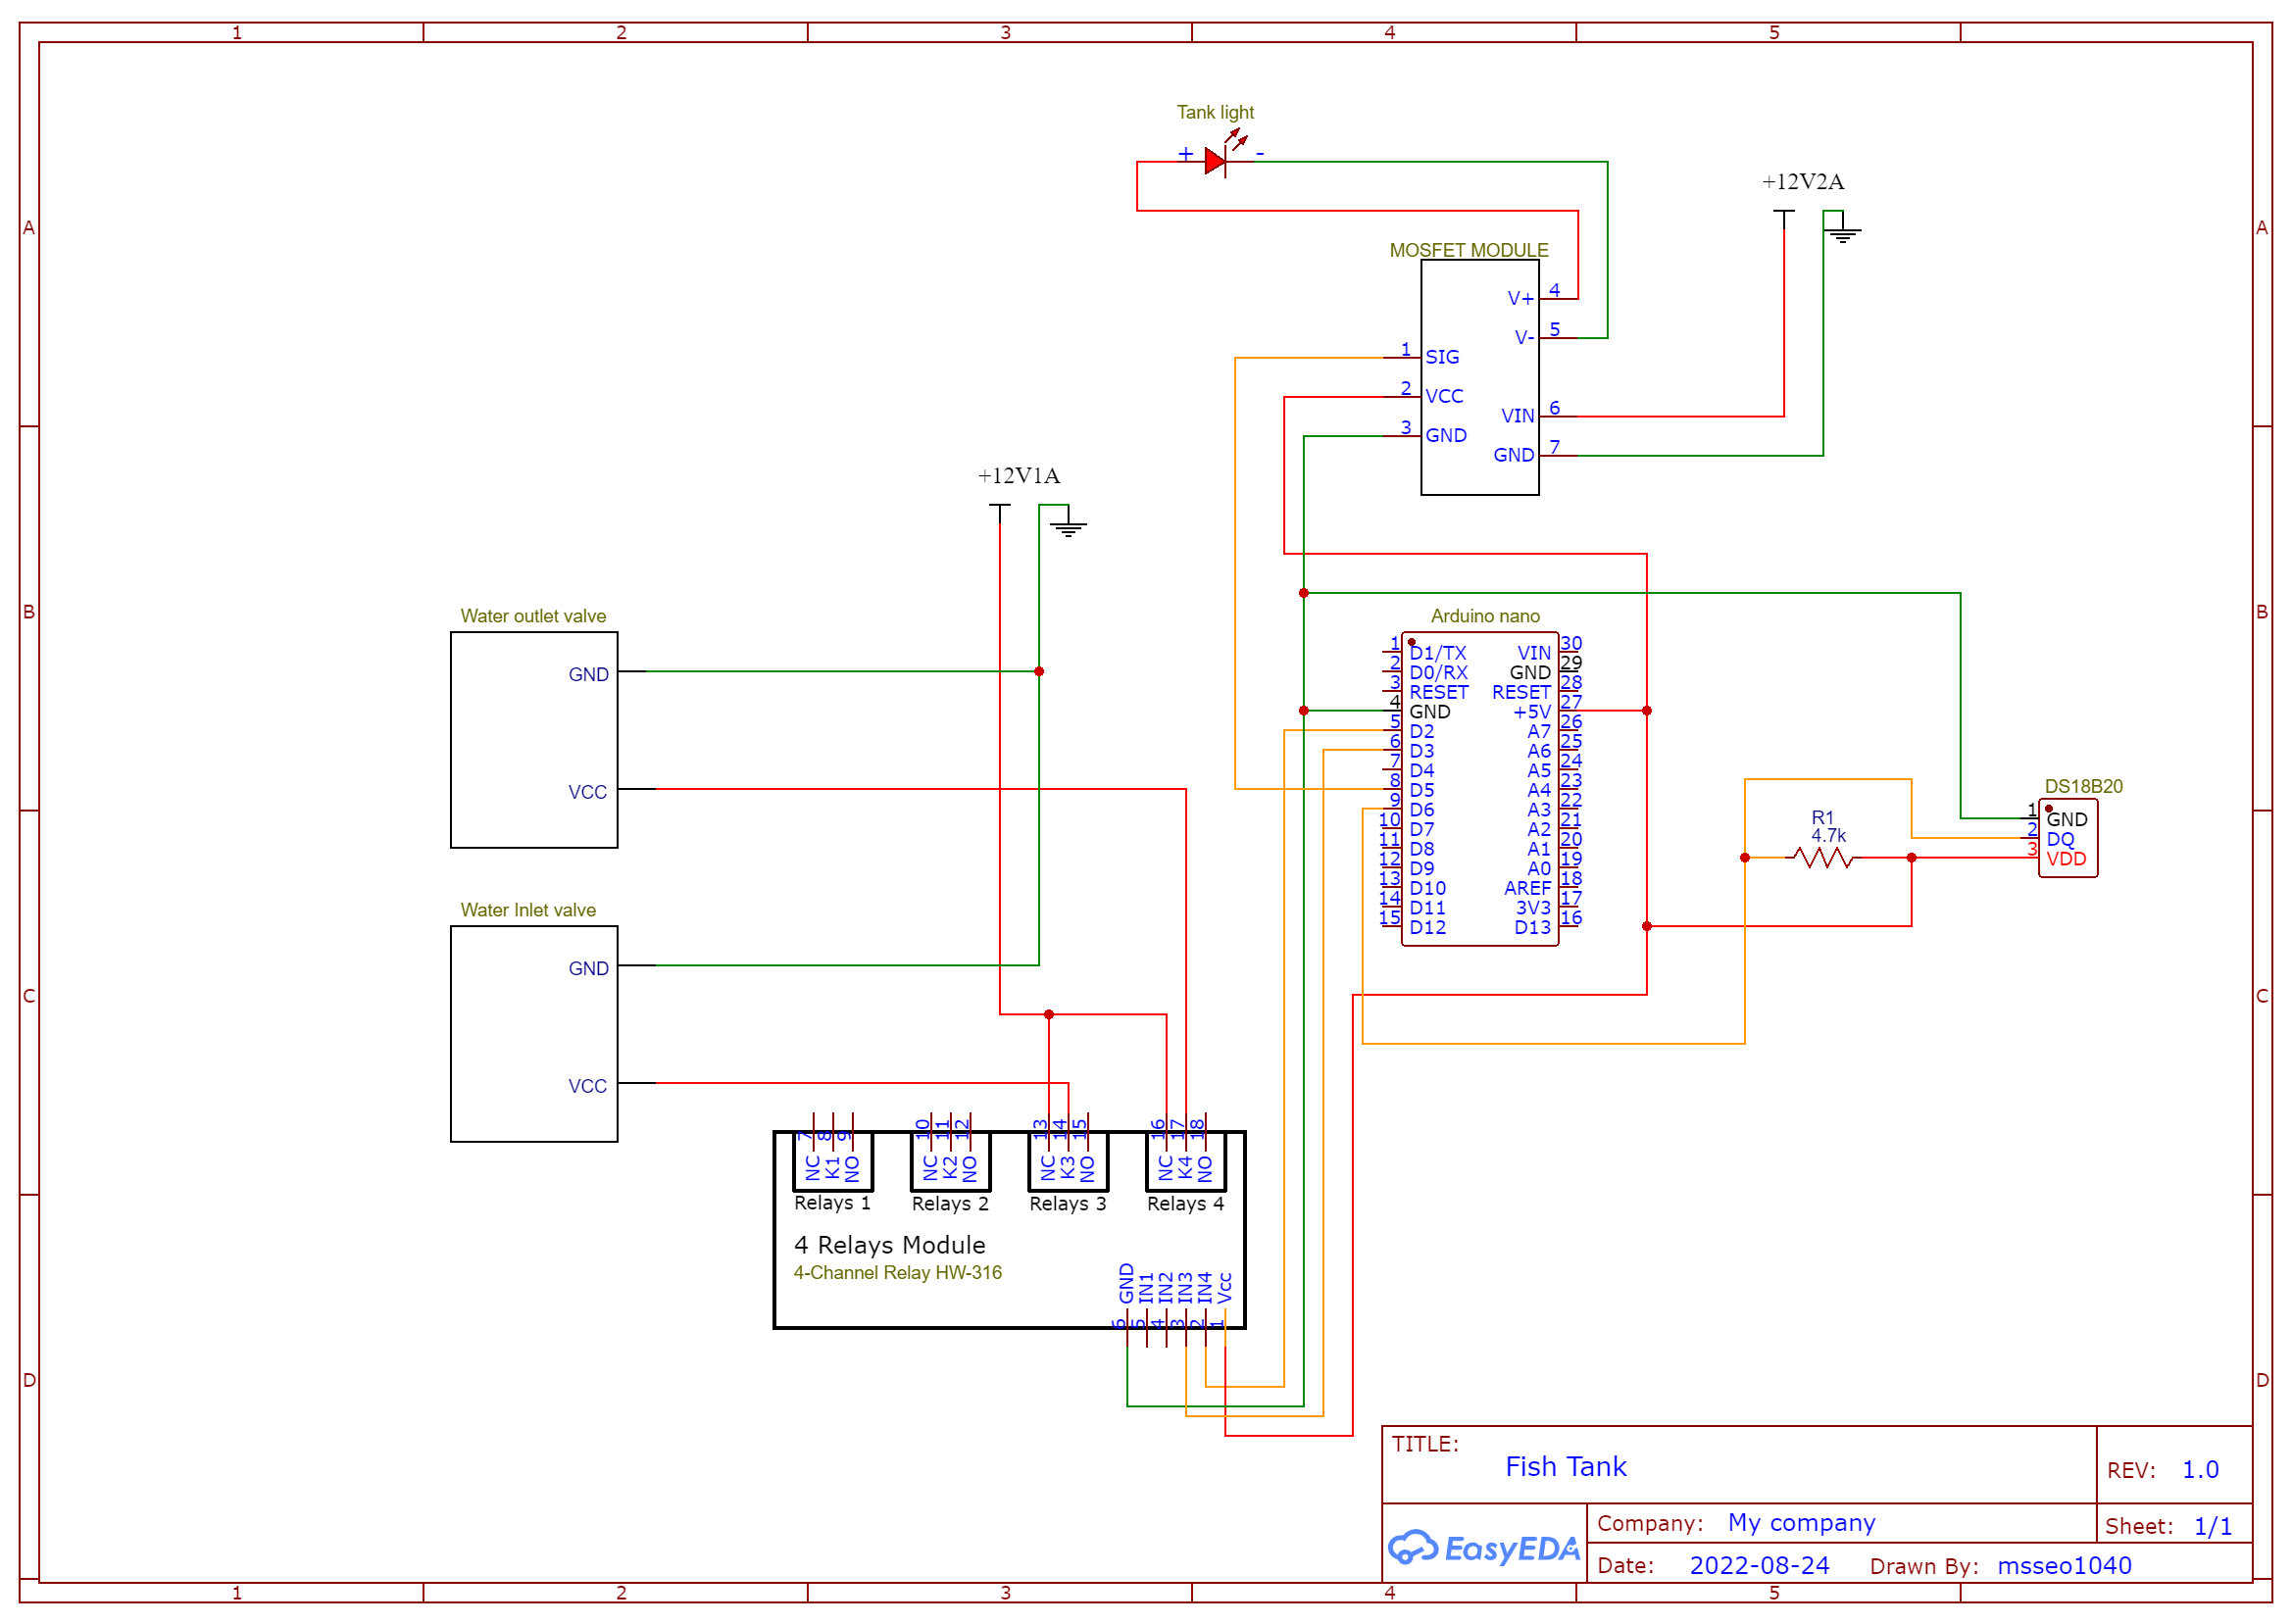 1 2 3 4 5
A A
B B
C C
D D
Tank light
+ -
+12V2A
MOSFET MODULE
V+ 4
V- 5
1 SIG
2 VCC
3 GND
VIN 6
GND 7
+12V1A
Water outlet valve
GND
VCC
Water Inlet valve
GND
VCC
Arduino nano
1 D1/TX VIN 30
2 D0/RX GND 29
3 RESET RESET 28
4 GND +5V 27
5 D2 A7 26
6 D3 A6 25
7 D4 A5 24
8 D5 A4 23
9 D6 A3 22
10 D7 A2 21
11 D8 A1 20
12 D9 A0 19
13 D10 AREF 18
14 D11 3V3 17
15 D12 D13 16
R1
4.7k
DS18B20
1 GND
2 DQ
3 VDD
7 8 9 10 11 12 13 14 15 16 17 18
NC K1 NO NC K2 NO NC K3 NO NC K4 NO
Relays 1 Relays 2 Relays 3 Relays 4
4 Relays Module
4-Channel Relay HW-316
GND IN1 IN2 IN3 IN4 Vcc
6 5 4 3 2 1
TITLE:
Fish Tank
REV: 1.0
EasyEDA
Company: My company
Sheet: 1/1
Date: 2022-08-24 Drawn By: msseo1040
1 2 3 4 5